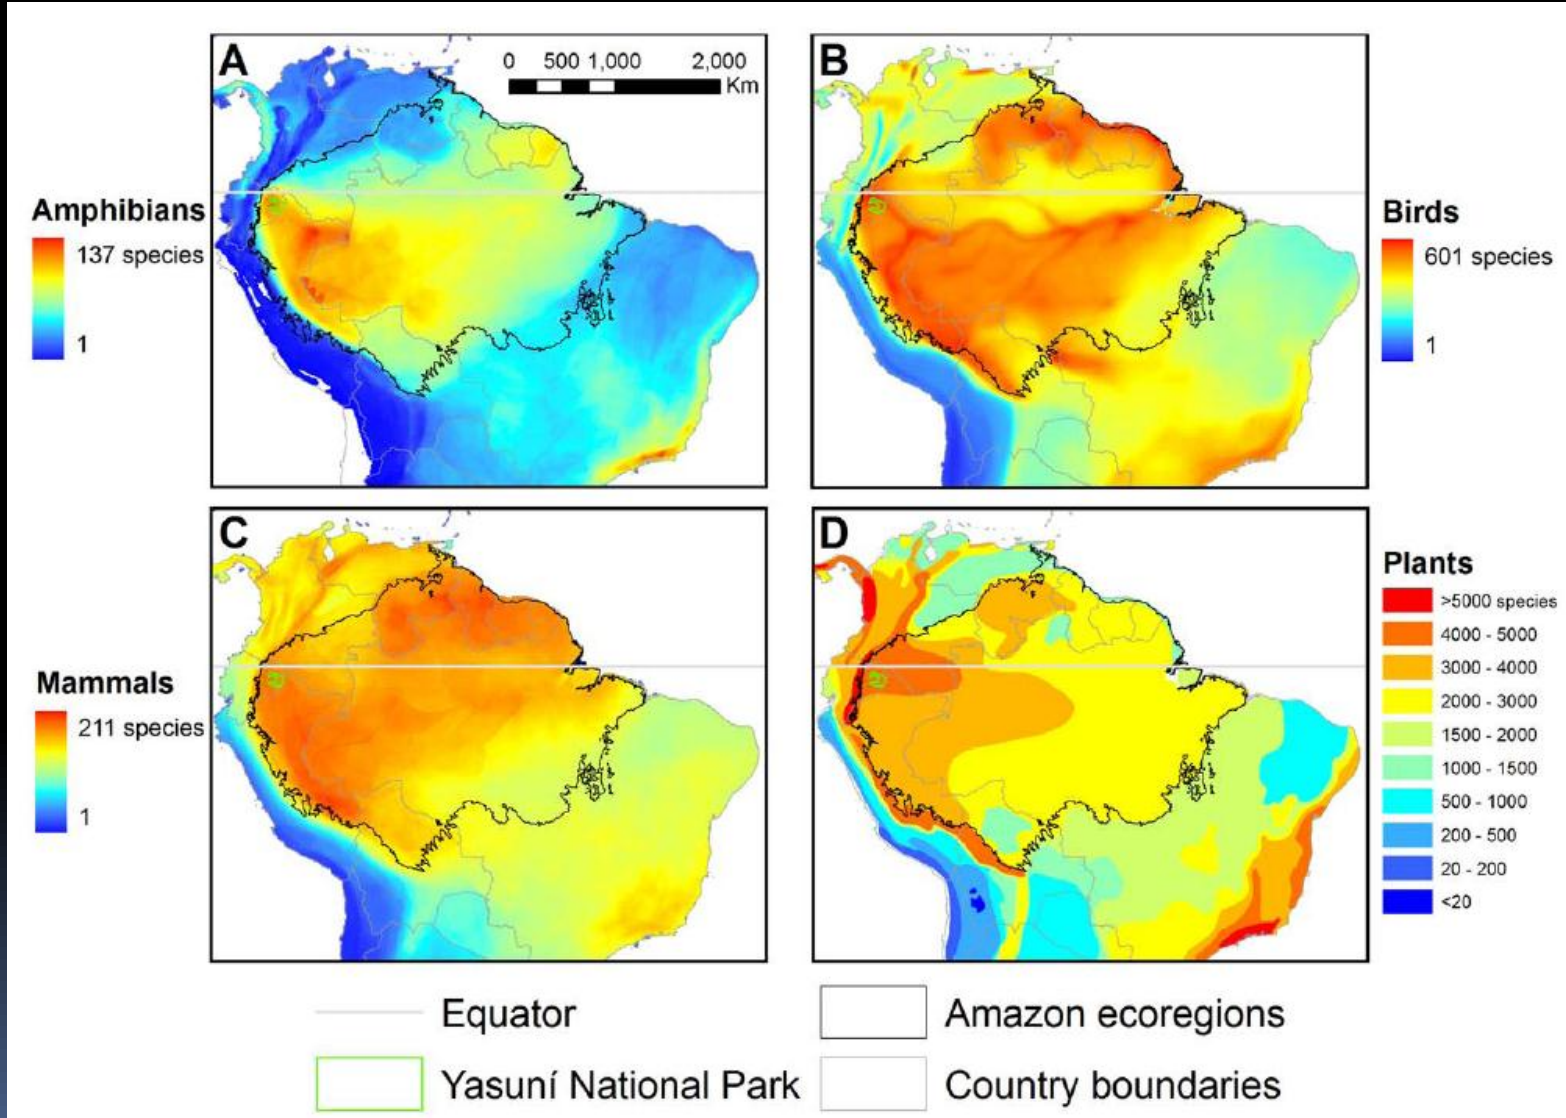 A
0 500 1,000 2,000
Km
B
Amphibians
137 species
1
Birds
601 species
1
C
D
Mammals
211 species
1
Plants
>5000 species
4000 - 5000
3000 - 4000
2000 - 3000
1500 - 2000
1000 - 1500
500 - 1000
200 - 500
20 - 200
<20
Equator
Amazon ecoregions
Yasuní National Park
Country boundaries